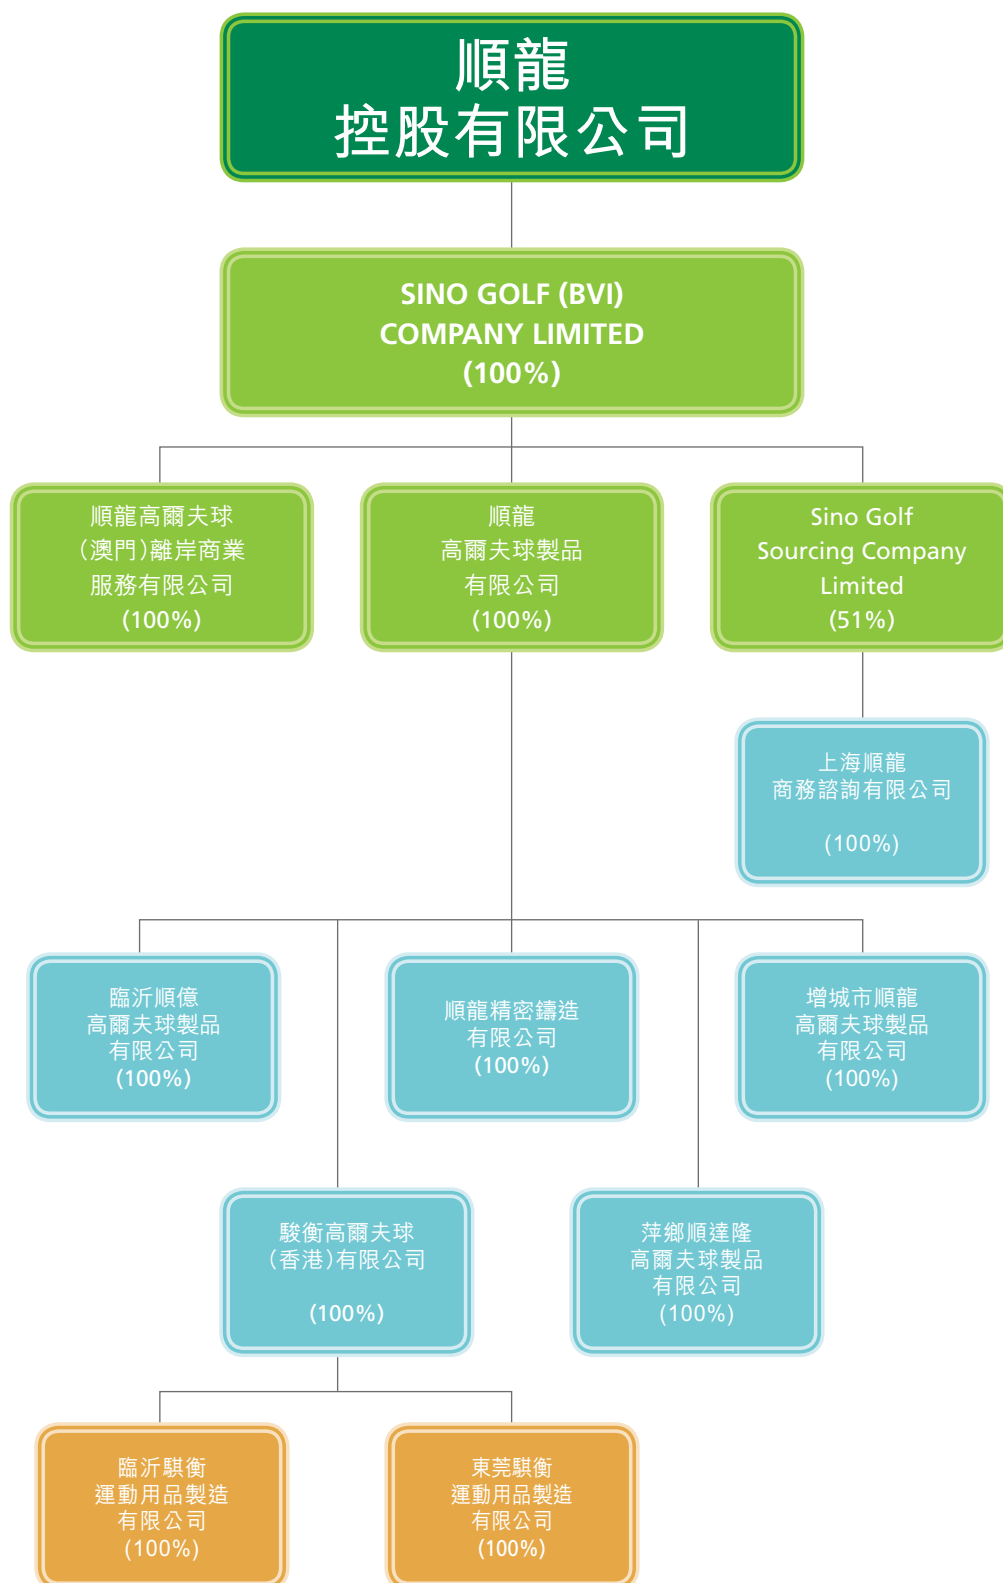 順龍
控股有限公司
SINO GOLF (BVI)
COMPANY LIMITED
(100%)
順龍高爾夫球
（澳門）離岸商業
服務有限公司
(100%)
順龍
高爾夫球製品
有限公司
(100%)
Sino Golf
Sourcing Company
Limited
(51%)
上海順龍
商務諮詢有限公司
(100%)
臨沂順億
高爾夫球製品
有限公司
(100%)
順龍精密鑄造
有限公司
(100%)
增城市順龍
高爾夫球製品
有限公司
(100%)
駿衡高爾夫球
（香港）有限公司
(100%)
萍鄉順達隆
高爾夫球製品
有限公司
(100%)
臨沂騏衡
運動用品製造
有限公司
(100%)
東莞騏衡
運動用品製造
有限公司
(100%)